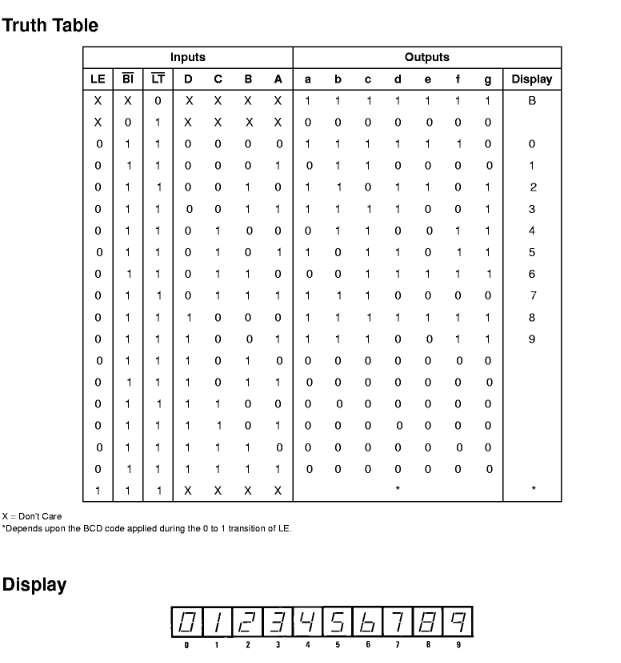 Truth Table
Inputs Outputs
LE B̅I̅ L̅T̅ D C B A a b c d e f g Display
X X 0 X X X X 1 1 1 1 1 1 1 B
X 0 1 X X X X 0 0 0 0 0 0 0
0 1 1 0 0 0 0 1 1 1 1 1 1 0 0
0 1 1 0 0 0 1 0 1 1 0 0 0 0 1
0 1 1 0 0 1 0 1 1 0 1 1 0 1 2
0 1 1 0 0 1 1 1 1 1 1 0 0 1 3
0 1 1 0 1 0 0 0 1 1 0 0 1 1 4
0 1 1 0 1 0 1 1 0 1 1 0 1 1 5
0 1 1 0 1 1 0 0 0 1 1 1 1 1 6
0 1 1 0 1 1 1 1 1 1 0 0 0 0 7
0 1 1 1 0 0 0 1 1 1 1 1 1 1 8
0 1 1 1 0 0 1 1 1 1 0 0 1 1 9
0 1 1 1 0 1 0 0 0 0 0 0 0 0
0 1 1 1 0 1 1 0 0 0 0 0 0 0
0 1 1 1 1 0 0 0 0 0 0 0 0 0
0 1 1 1 1 0 1 0 0 0 0 0 0 0
0 1 1 1 1 1 0 0 0 0 0 0 0 0
0 1 1 1 1 1 1 0 0 0 0 0 0 0
1 1 1 X X X X * *
X = Don't Care
*Depends upon the BCD code applied during the 0 to 1 transition of LE.
Display
0 1 2 3 4 5 6 7 8 9
0 1 2 3 4 5 6 7 8 9